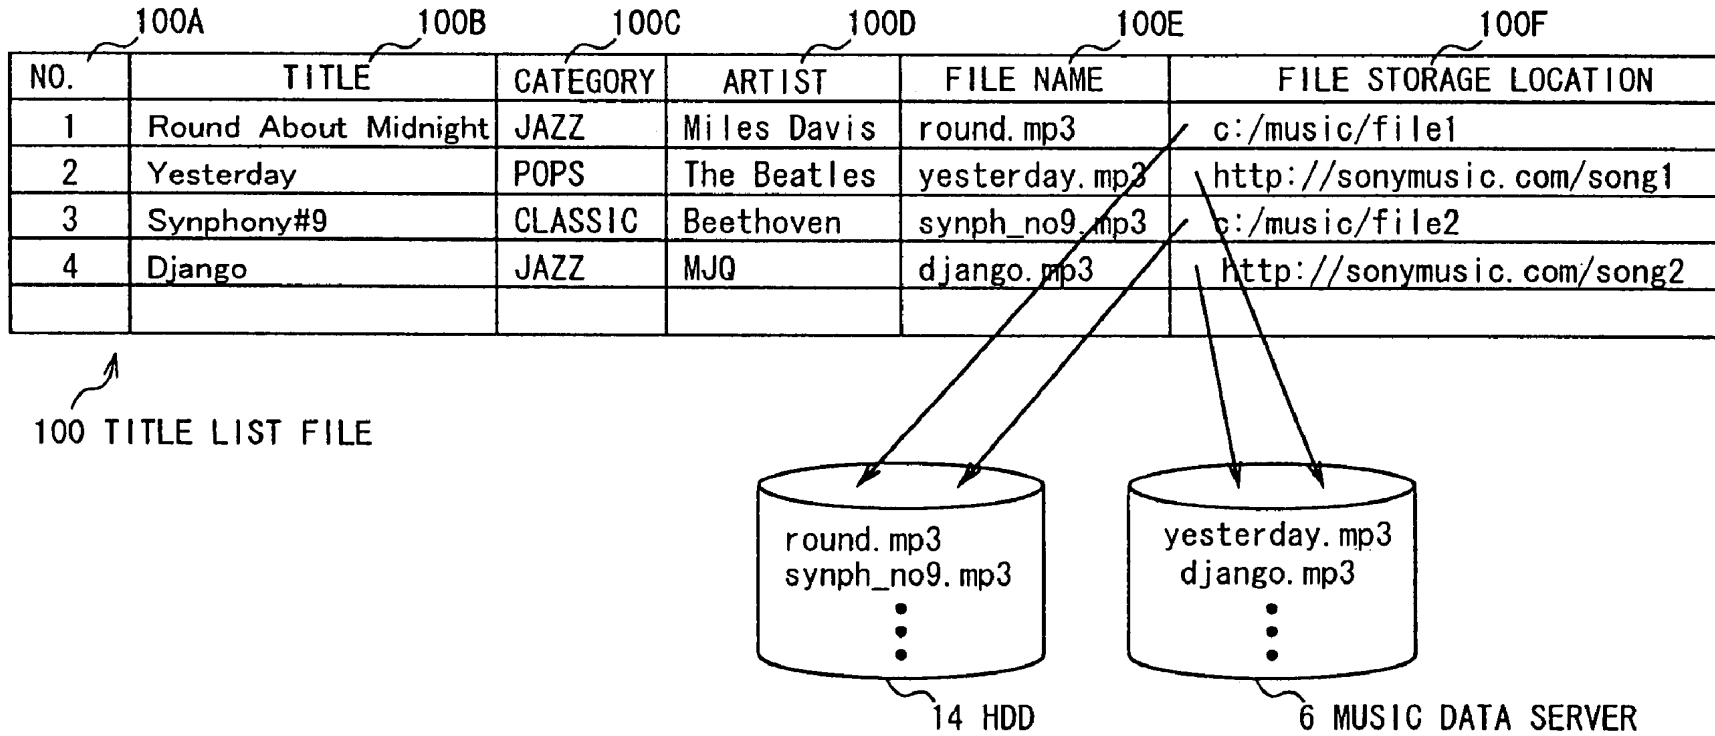 100A 100B 100C 100D 100E 100F
NO. TITLE CATEGORY ARTIST FILE NAME FILE STORAGE LOCATION
1 Round About Midnight JAZZ Miles Davis round.mp3 c:/music/file1
2 Yesterday POPS The Beatles yesterday.mp3 http://sonymusic.com/song1
3 Synphony#9 CLASSIC Beethoven synph_no9.mp3 c:/music/file2
4 Django JAZZ MJQ django.mp3 http://sonymusic.com/song2
100 TITLE LIST FILE
round.mp3
synph_no9.mp3
14 HDD
yesterday.mp3
django.mp3
6 MUSIC DATA SERVER